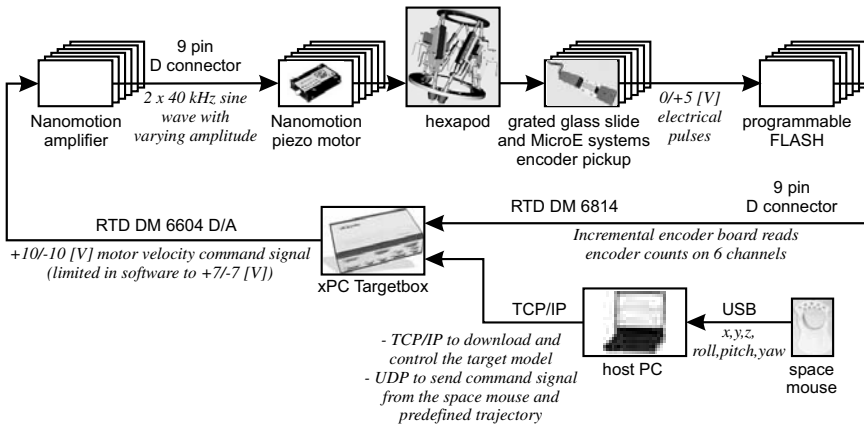 9 pin
D connector
2 x 40 kHz sine
wave with
varying amplitude
Nanomotion
amplifier
Nanomotion
piezo motor
hexapod
grated glass slide
and MicroE systems
encoder pickup
0/+5 [V]
electrical
pulses
programmable
FLASH
9 pin
D connector
RTD DM 6814
Incremental encoder board reads
encoder counts on 6 channels
RTD DM 6604 D/A
+10/-10 [V] motor velocity command signal
(limited in software to +7/-7 [V])
xPC Targetbox
TCP/IP
- TCP/IP to download and
control the target model
- UDP to send command signal
from the space mouse and
predefined trajectory
host PC
USB
x,y,z,
roll,pitch,yaw
space
mouse